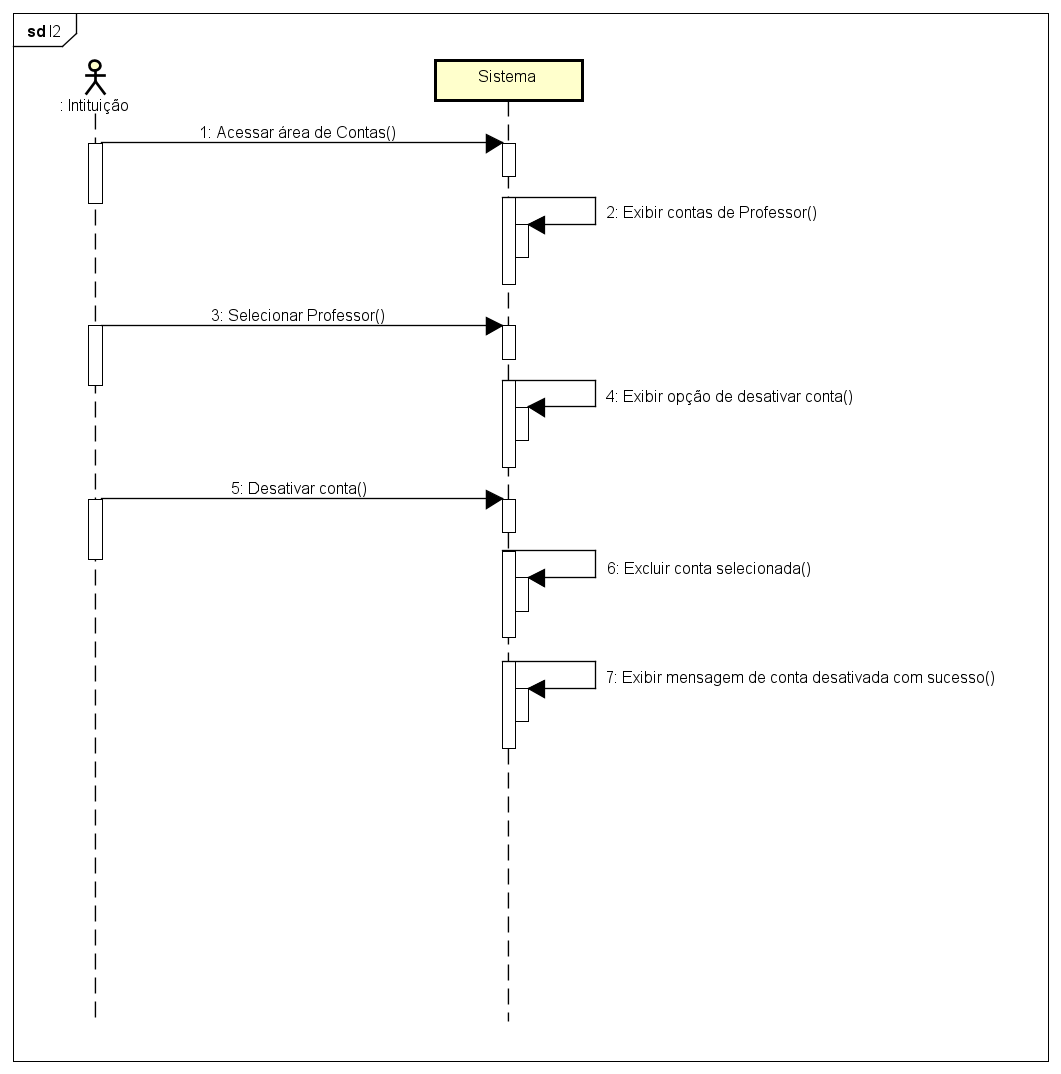 sd I2
: Intituição
Sistema
1: Acessar área de Contas()
2: Exibir contas de Professor()
3: Selecionar Professor()
4: Exibir opção de desativar conta()
5: Desativar conta()
6: Excluir conta selecionada()
7: Exibir mensagem de conta desativada com sucesso()